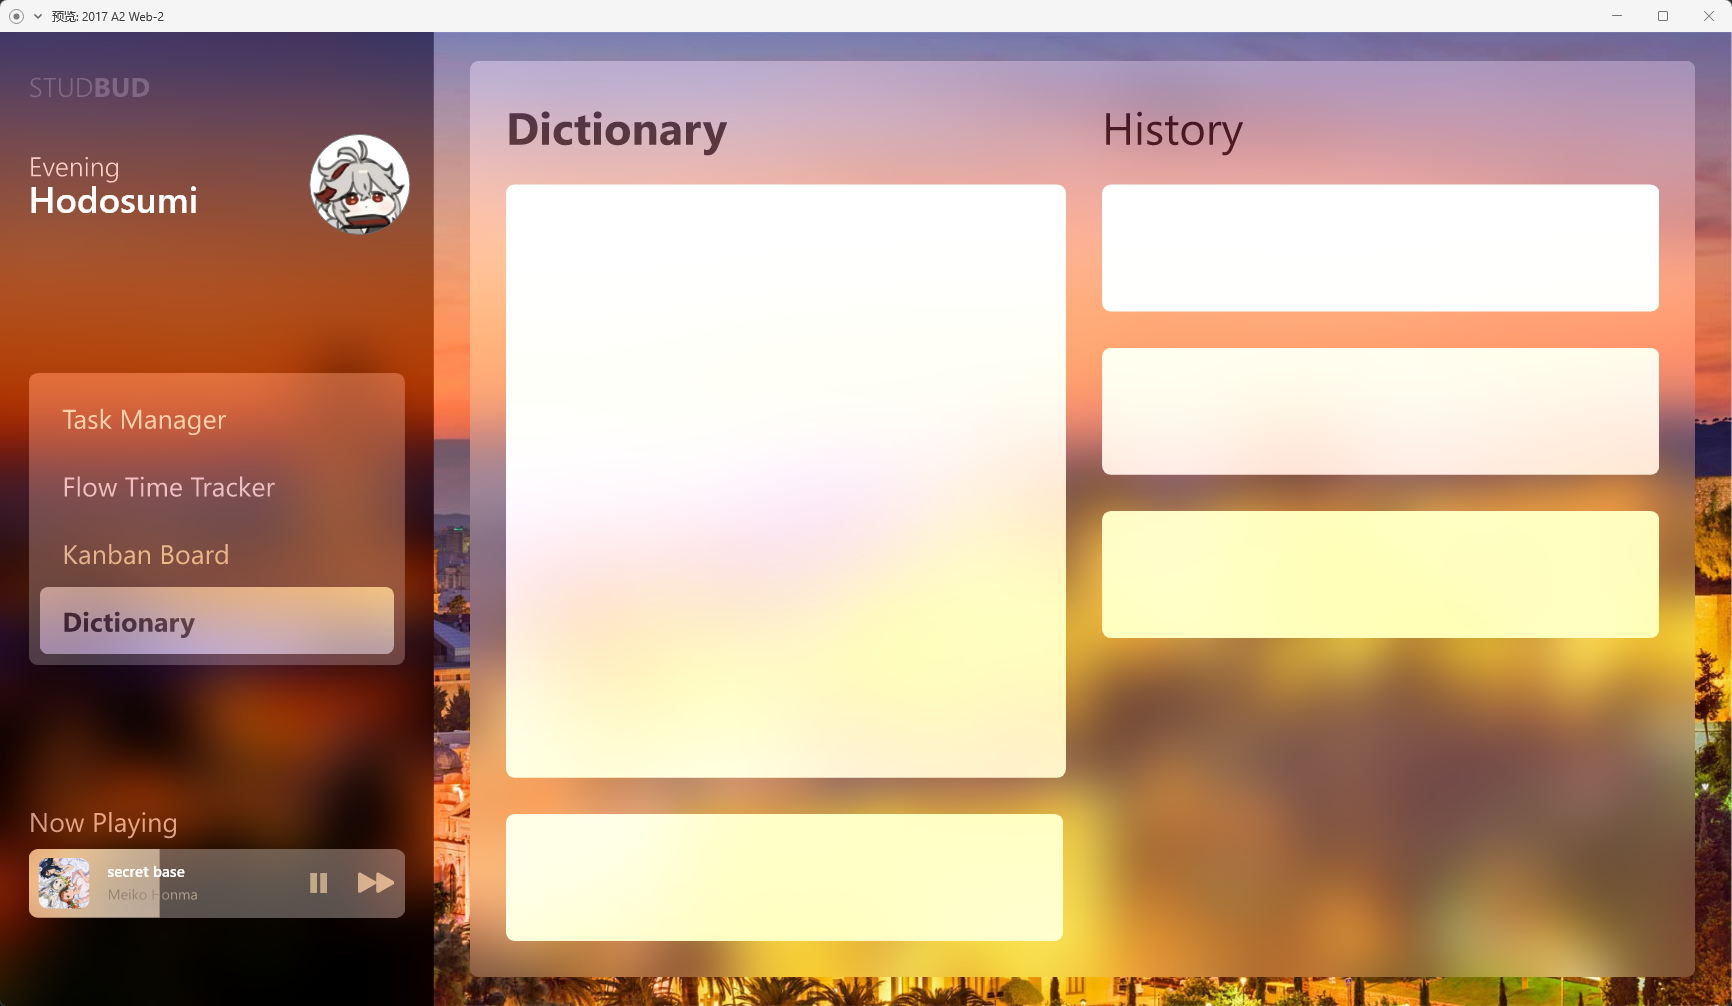 预览: 2017 A2 Web-2
STUDBUD
Evening
Hodosumi
Task Manager
Flow Time Tracker
Kanban Board
Dictionary
Now Playing
secret base
Meiko Honma
Dictionary
History